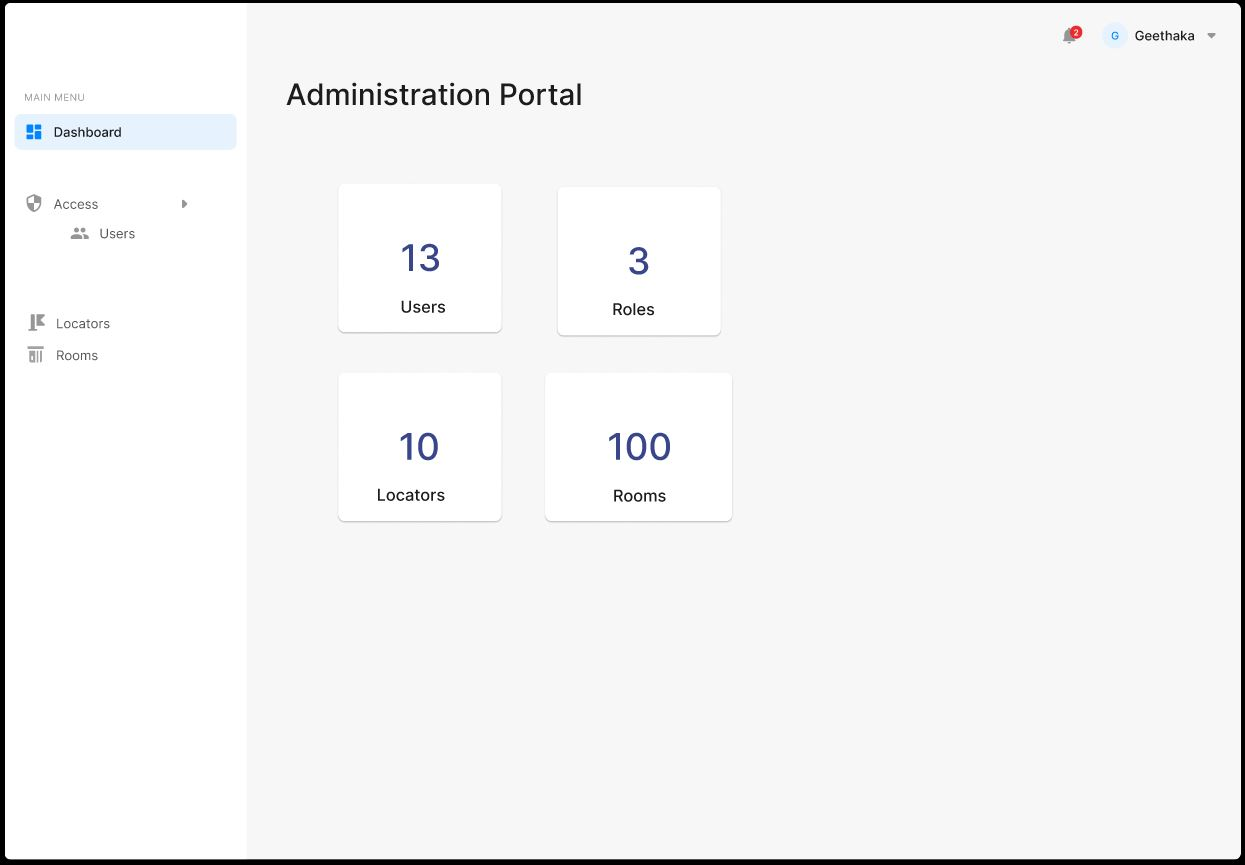 2
G
Geethaka
MAIN MENU
Administration Portal
Dashboard
Access
Users
Locators
Rooms
13
Users
3
Roles
10
Locators
100
Rooms